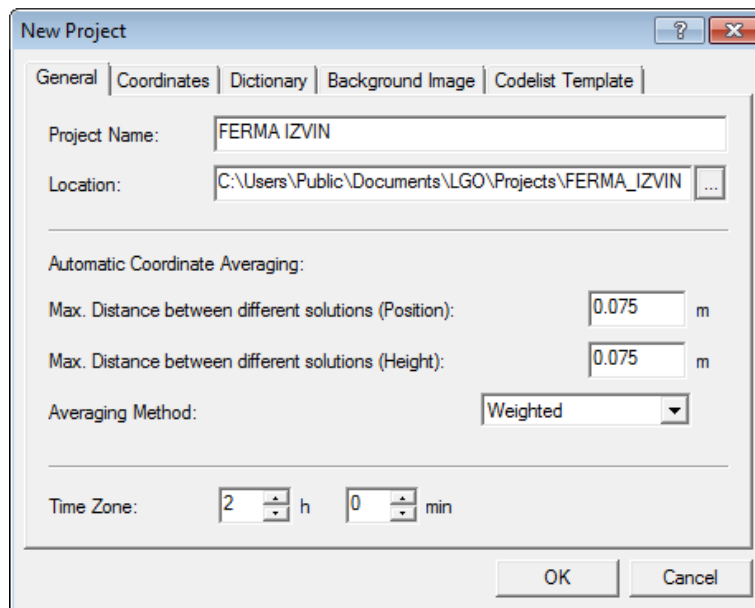 New Project
General Coordinates Dictionary Background Image Codelist Template
Project Name: FERMA IZVIN
Location: C:\Users\Public\Documents\LGO\Projects\FERMA_IZVIN ...
Automatic Coordinate Averaging:
Max. Distance between different solutions (Position): 0.075 m
Max. Distance between different solutions (Height): 0.075 m
Averaging Method: Weighted
Time Zone: 2 h 0 min
OK Cancel